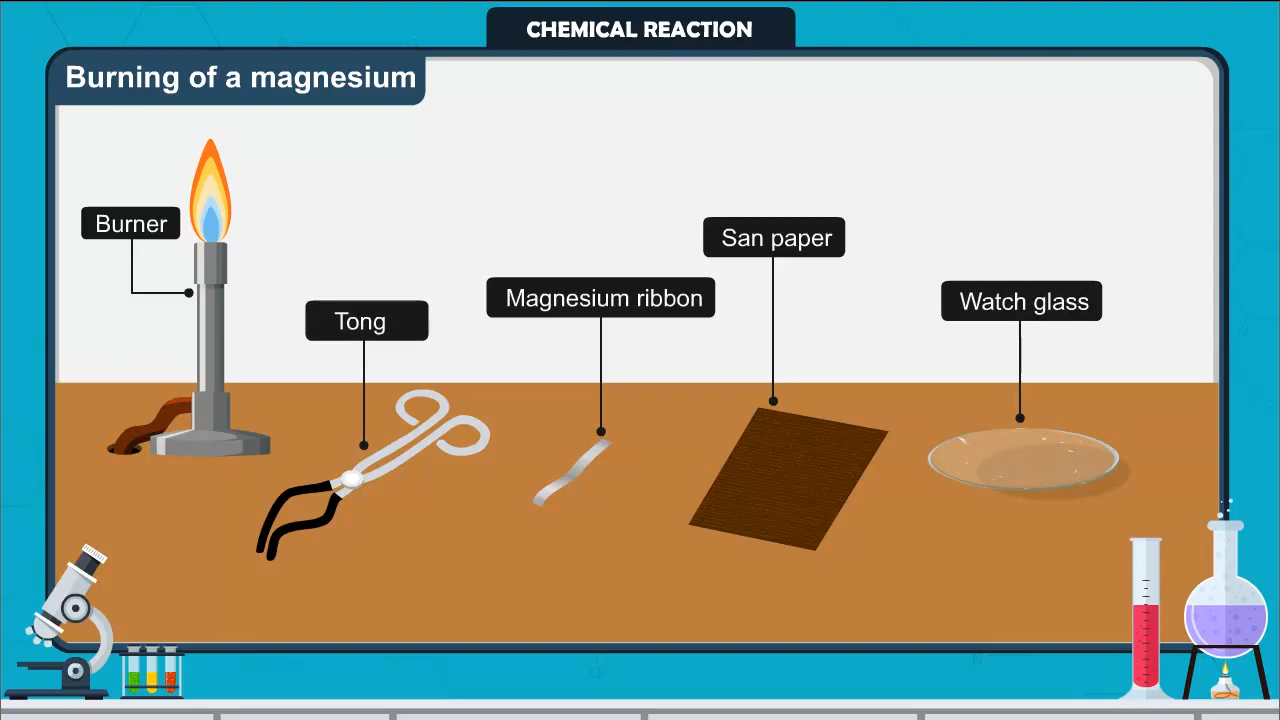 CHEMICAL REACTION
Burning of a magnesium
Burner
San paper
Magnesium ribbon
Watch glass
Tong